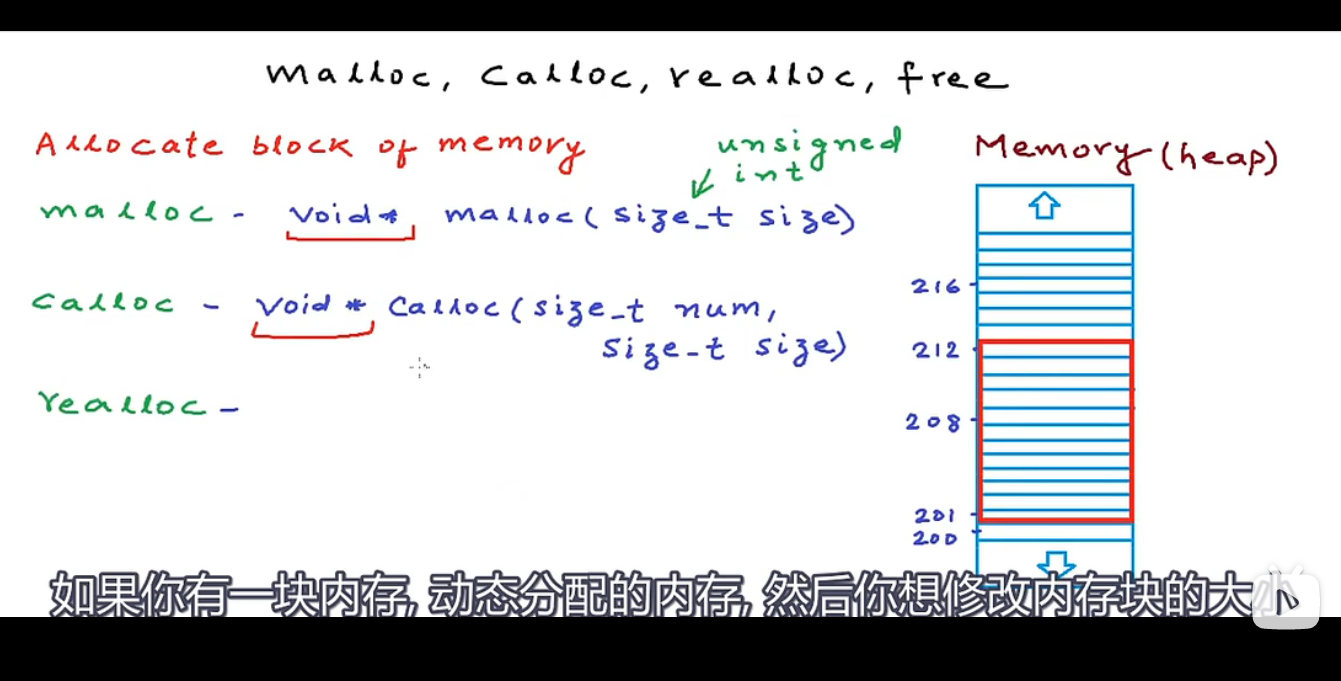 malloc, calloc, realloc, free
Allocate block of memory
unsigned int
malloc - void* malloc(size_t size)
calloc - void* calloc(size_t num,
size_t size)
realloc -
Memory(heap)
216
212
208
201
200
如果你有一块内存, 动态分配的内存, 然后你想修改内存块的大小